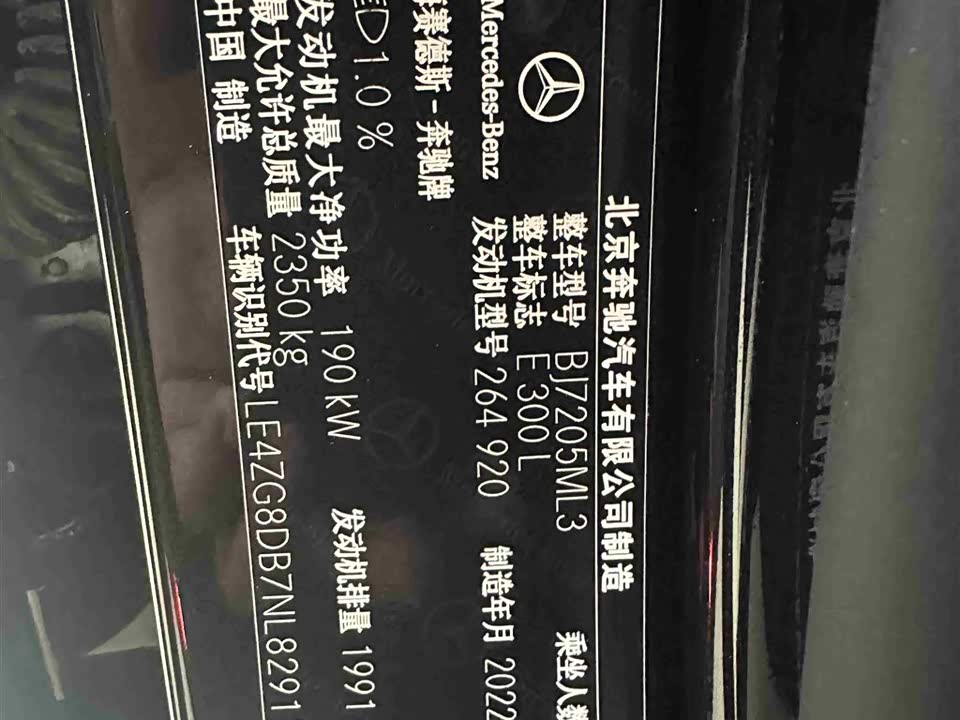 北京奔驰汽车有限公司制造
Mercedes-Benz
整车型号 BJ7205ML3 乘坐人数
整车标志 E 300 L
发动机型号 264 920 制造年月 2022
赛德斯-奔驰牌
1.0 %
发动机最大净功率 190 kW 发动机排量 1991
最大允许总质量 2350 kg
车辆识别代号 LE4ZG8DB7NL8291
中国 制造